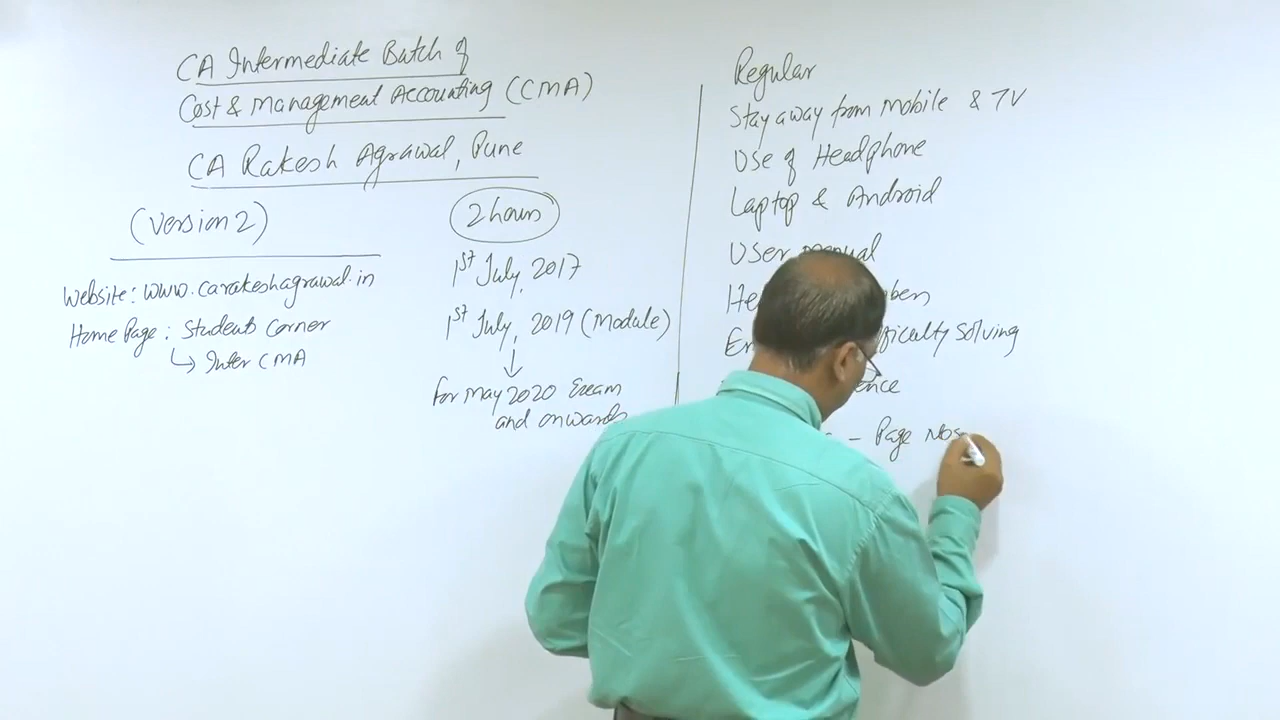 CA Intermediate Batch of
Cost & Management Accounting (CMA)
CA Rakesh Agrawal, Pune
(Version 2)
2 hours
Website: www.carakeshagrawal.in
Home Page: Students Corner
↳ Inter CMA
1st July, 2017
1st July, 2019 (Module)
↓
For May 2020 Exam
and onwards
Regular
Stay away from Mobile & TV
Use of Headphone
Laptop & Android
User manual
Solving
- Page Nos